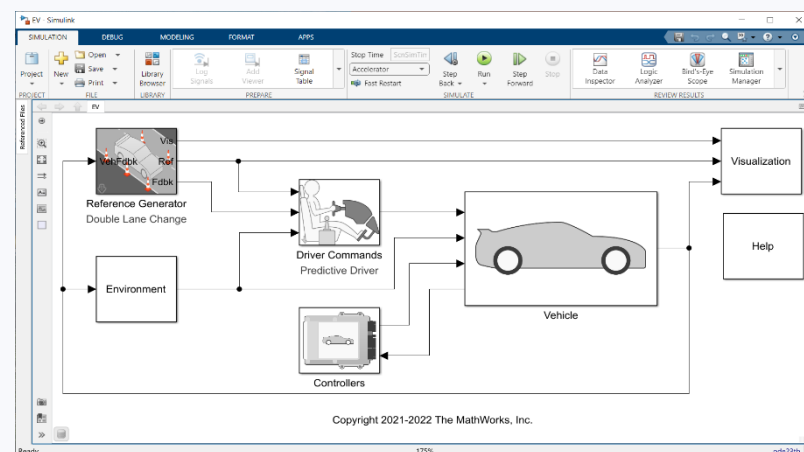 EV - Simulink
SIMULATION DEBUG MODELING FORMAT APPS
Project
New
Open
Save
Print
Library
Browser
Log
Signals
Add
Viewer
Signal
Table
Stop Time
Accelerator
Fast Restart
Step
Back
Run
Step
Forward
Stop
Data
Inspector
Logic
Analyzer
Bird's-Eye
Scope
Simulation
Manager
PROJECT FILE LIBRARY PREPARE SIMULATE REVIEW RESULTS
Referenced Files
EV
Vis
VehFdbk
Ref
Fdbk
Reference Generator
Double Lane Change
Visualization
Driver Commands
Predictive Driver
Help
Environment
Vehicle
Controllers
Copyright 2021-2022 The MathWorks, Inc.
Ready
175%